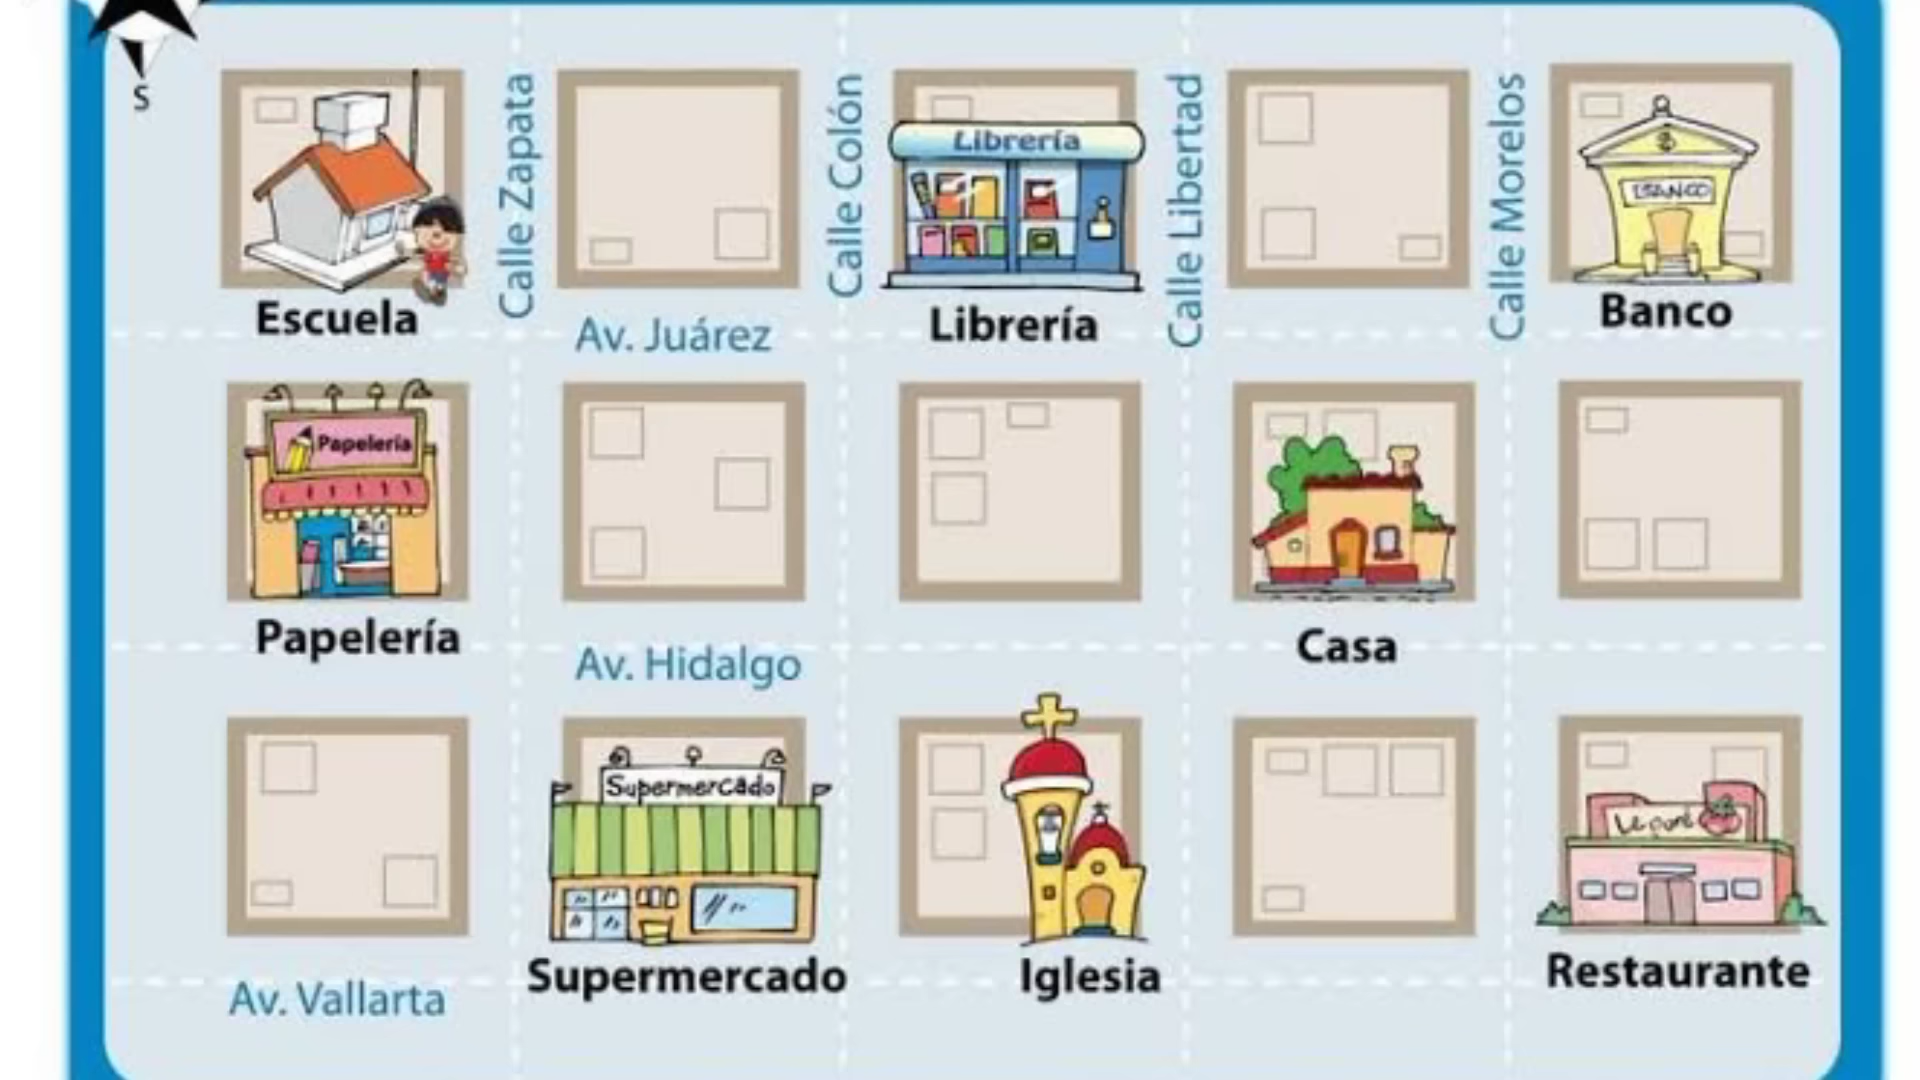 S
Calle Zapata
Calle Colón
Librería
Calle Libertad
Calle Morelos
$
BANCO
Escuela
Av. Juárez
Librería
Banco
Papelería
Papelería
Av. Hidalgo
Casa
Supermercado
Av. Vallarta
Supermercado
Iglesia
Restaurante